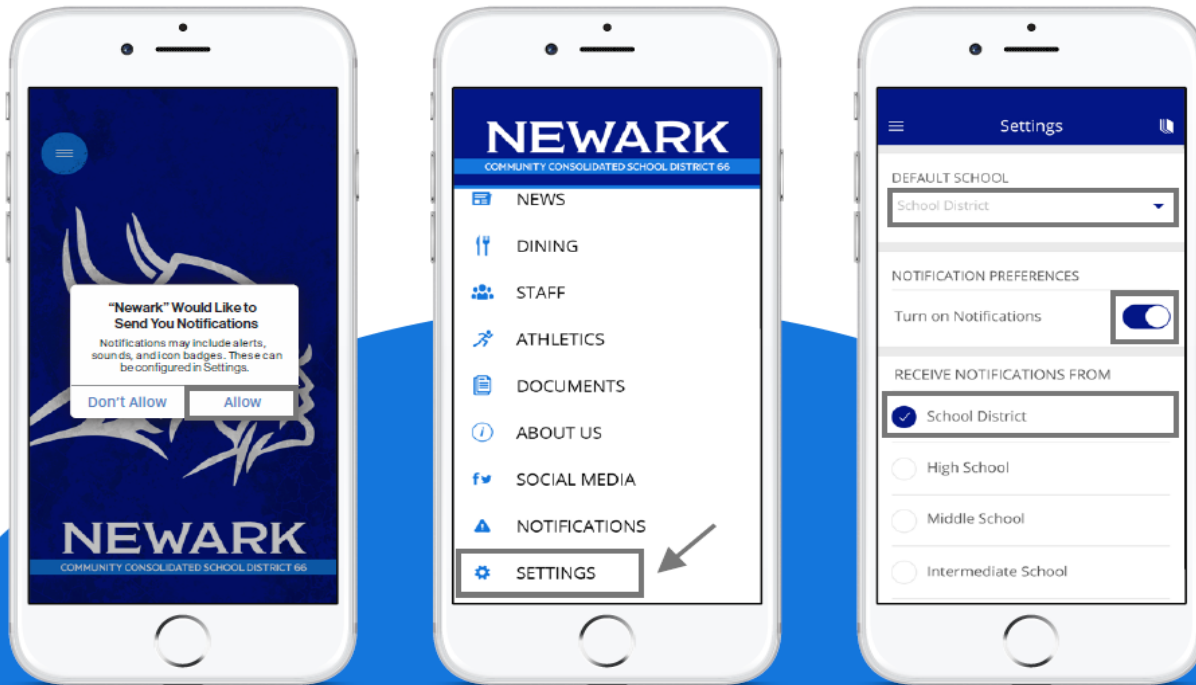 "Newark" Would Like to
Send You Notifications
Notifications may include alerts,
sounds, and icon badges. These can
be configured in Settings.
Don't Allow
Allow
NEWARK
COMMUNITY CONSOLIDATED SCHOOL DISTRICT 66
NEWARK
COMMUNITY CONSOLIDATED SCHOOL DISTRICT 66
NEWS
DINING
STAFF
ATHLETICS
DOCUMENTS
ABOUT US
SOCIAL MEDIA
NOTIFICATIONS
SETTINGS
Settings
DEFAULT SCHOOL
School District
NOTIFICATION PREFERENCES
Turn on Notifications
RECEIVE NOTIFICATIONS FROM
School District
High School
Middle School
Intermediate School